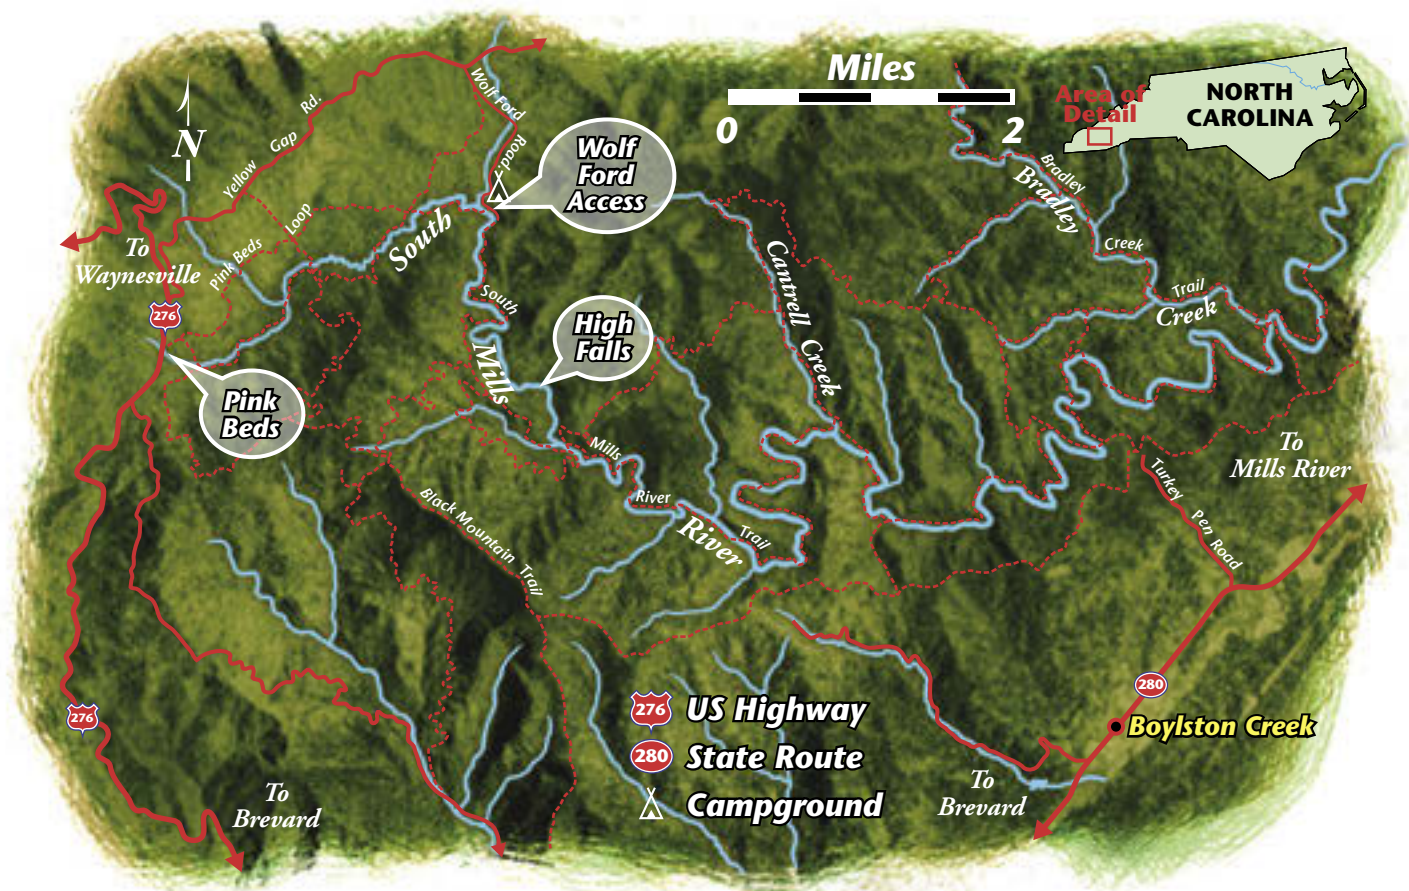 Miles
0
2
Area of
Detail
NORTH
CAROLINA
N
Yellow Gap Rd.
Wolf Ford
Road
Wolf
Ford
Access
To
Waynesville
276
Pink Beds
Loop
South
South
Mills
High
Falls
Pink
Beds
Cantrell Creek
Bradley
Bradley
Creek
Trail
Creek
Mills
River
River
Trail
Black Mountain Trail
Turkey Pen Road
To
Mills River
276
280
Boylston Creek
276 US Highway
280 State Route
Campground
To
Brevard
To
Brevard